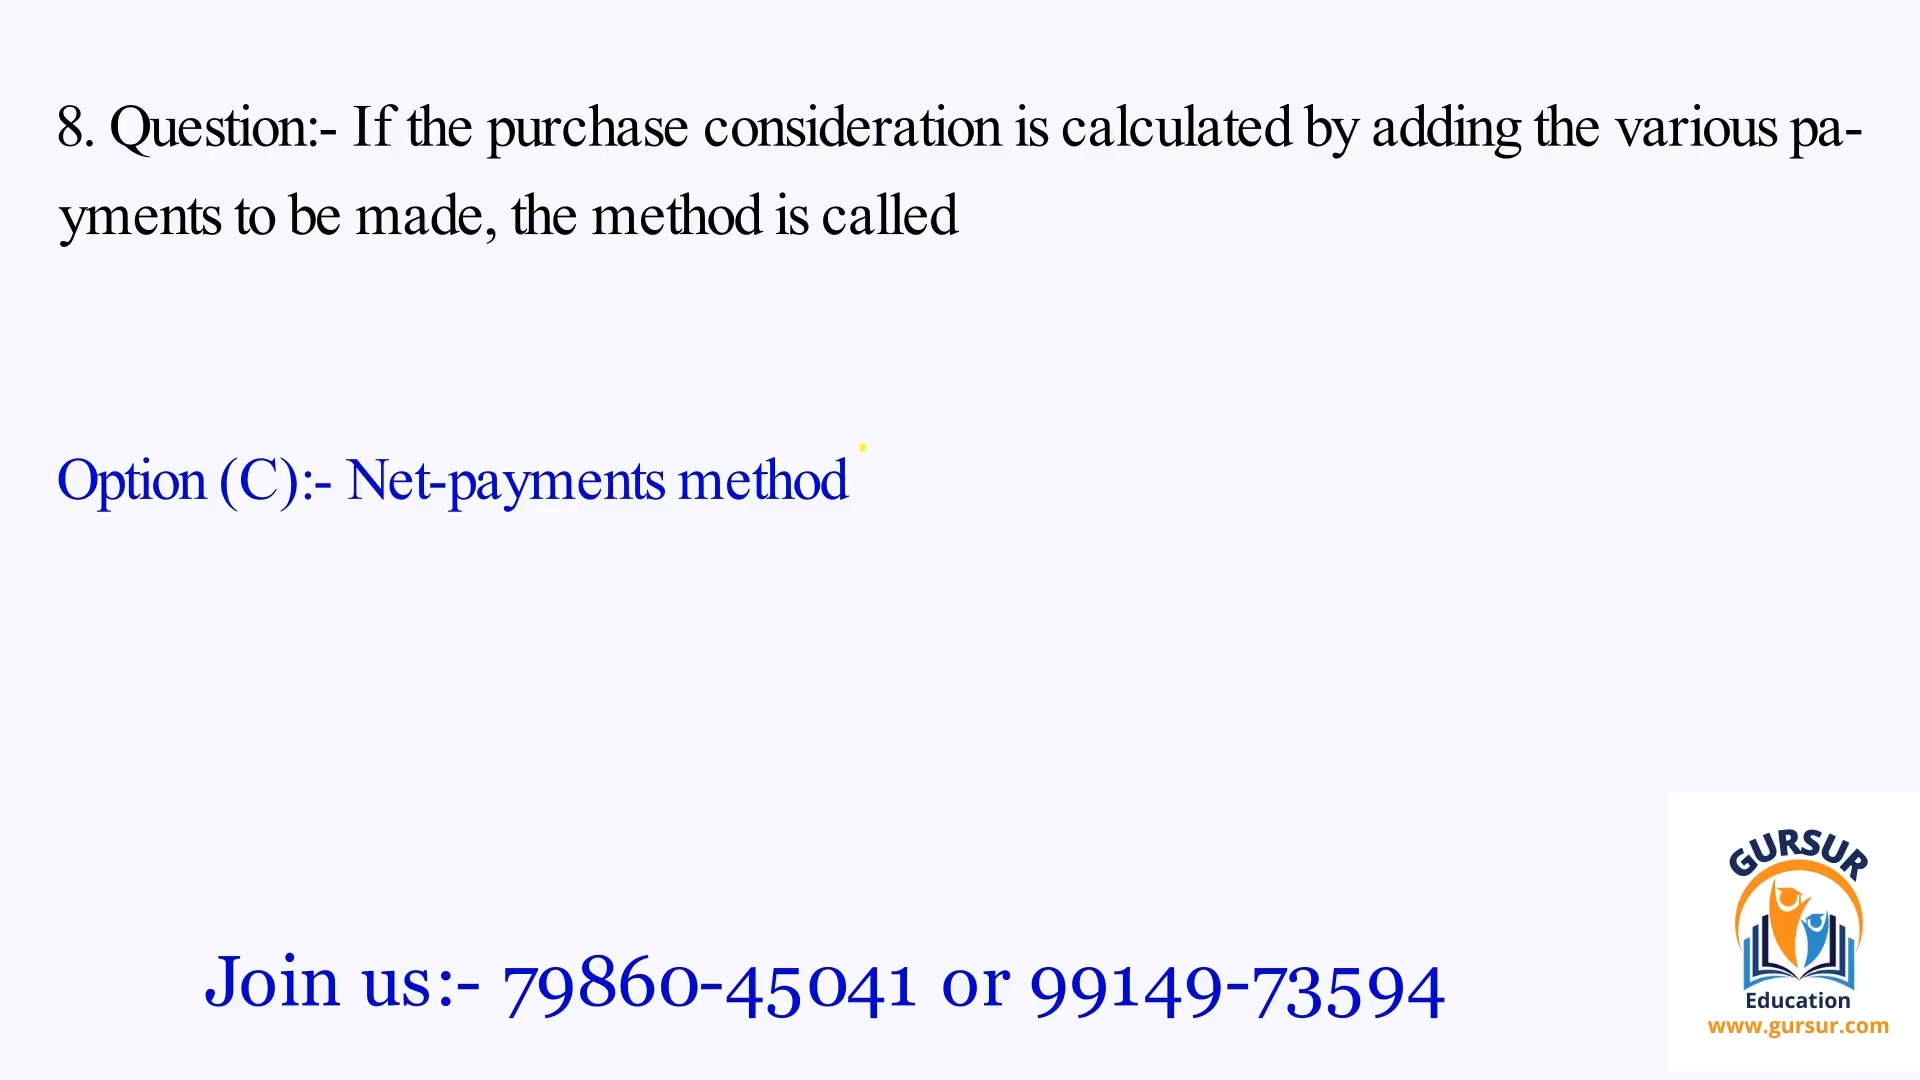 8. Question:- If the purchase consideration is calculated by adding the various pa-
yments to be made, the method is called
Option (C):- Net-payments method
Join us:- 79860-45041 or 99149-73594
GURSUR
Education
www.gursur.com